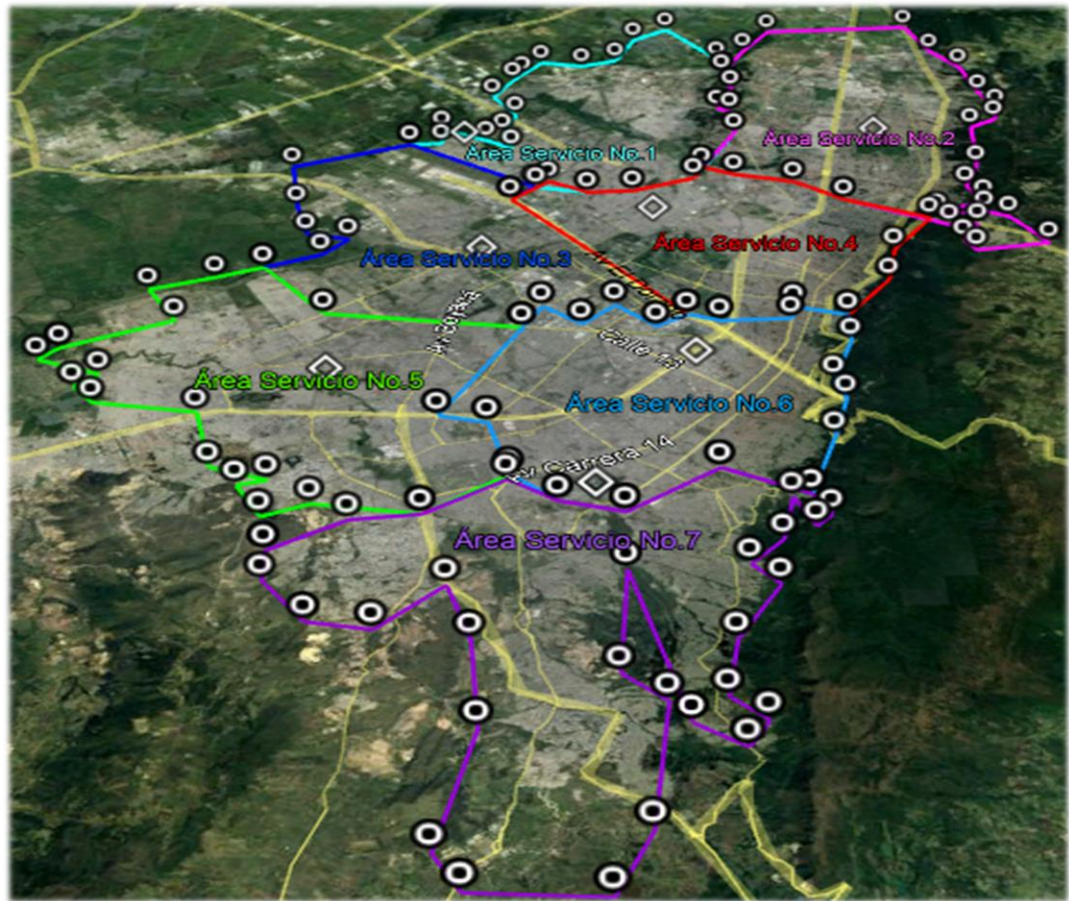 Área Servicio No.2
Área Servicio No.1
Área Servicio No.4
Área Servicio No.3
Calle 13
Área Servicio No.5
Área Servicio No.6
Av Carrera 14
Área Servicio No.7